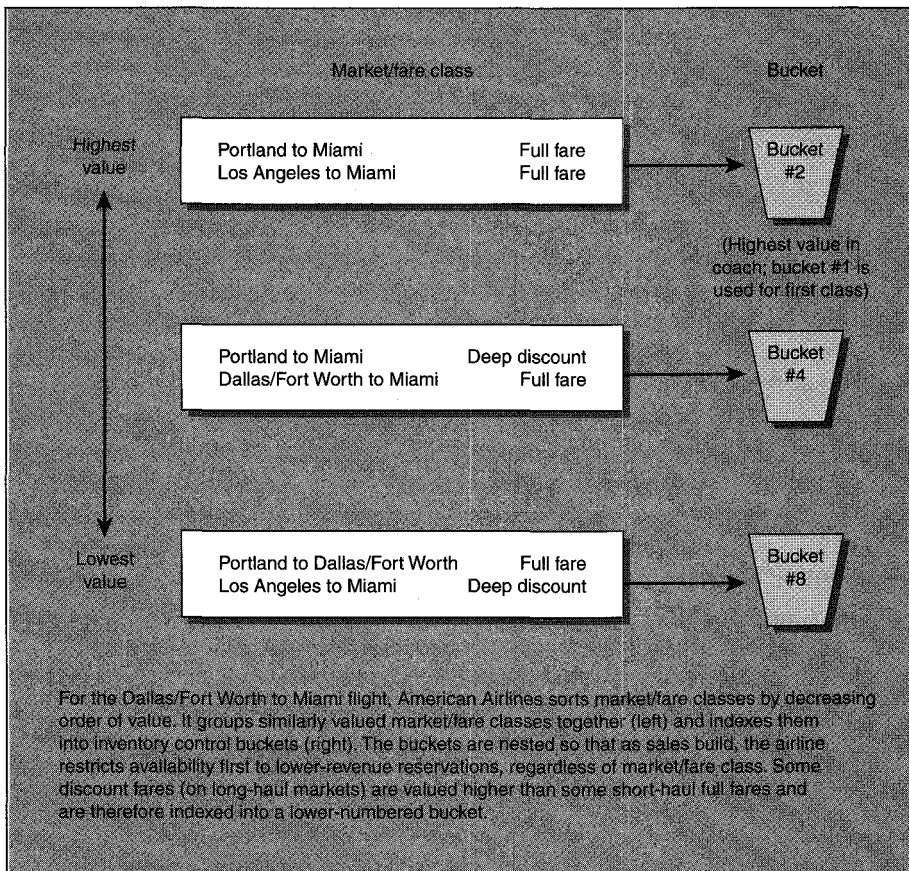 Market/fare class Bucket
Highest value
Portland to Miami Full fare
Los Angeles to Miami Full fare
Bucket #2
(Highest value in coach; bucket #1 is used for first class)
Portland to Miami Deep discount
Dallas/Fort Worth to Miami Full fare
Bucket #4
Lowest value
Portland to Dallas/Fort Worth Full fare
Los Angeles to Miami Deep discount
Bucket #8
For the Dallas/Fort Worth to Miami flight, American Airlines sorts market/fare classes by decreasing
order of value. It groups similarly valued market/fare classes together (left) and indexes them
into inventory control buckets (right). The buckets are nested so that as sales build, the airline
restricts availability first to lower-revenue reservations, regardless of market/fare class. Some
discount fares (on long-haul markets) are valued higher than some short-haul full fares and
are therefore indexed into a lower-numbered bucket.